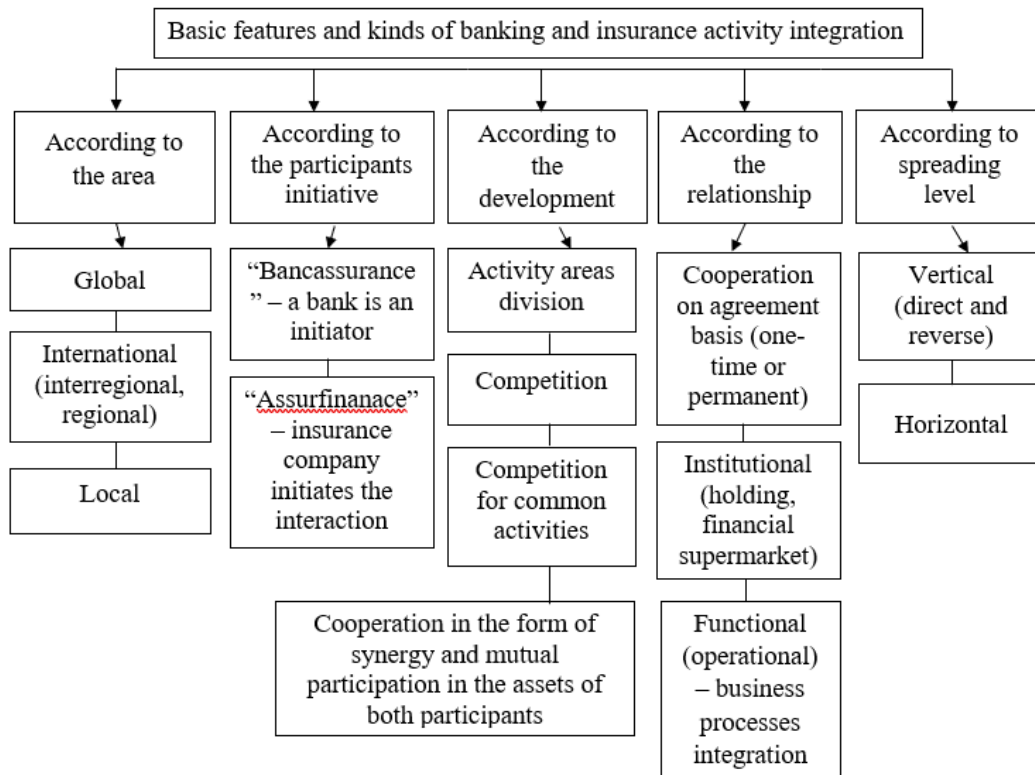 Basic features and kinds of banking and insurance activity integration
According to
the area
According to
the participants
initiative
According to
the
development
According to
the
relationship
According to
spreading
level
Global
International
(interregional,
regional)
Local
“Bancassurance
” – a bank is an
initiator
“Assurfinanace”
– insurance
company
initiates the
interaction
Activity areas
division
Competition
Competition
for common
activities
Cooperation in the form of
synergy and mutual
participation in the assets of
both participants
Cooperation
on agreement
basis (one-
time or
permanent)
Institutional
(holding,
financial
supermarket)
Functional
(operational)
– business
processes
integration
Vertical
(direct and
reverse)
Horizontal